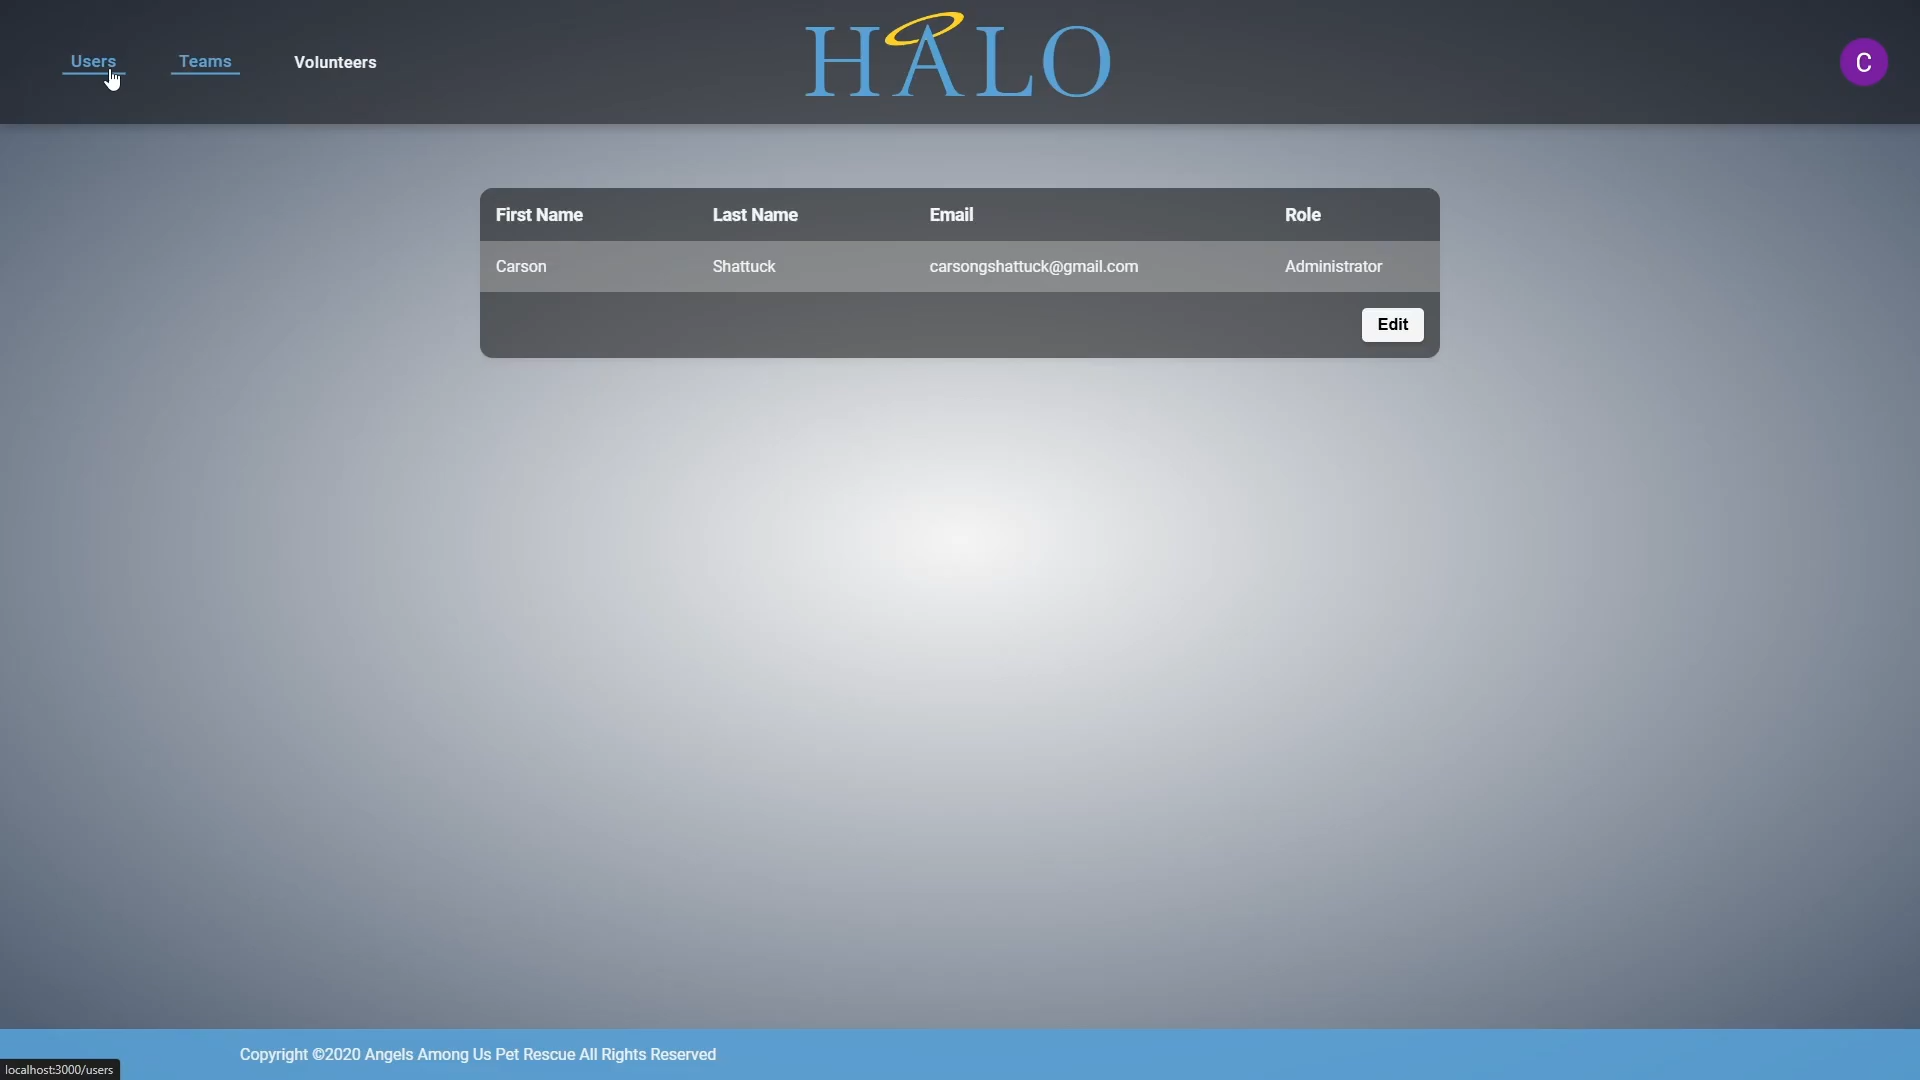 Users Teams Volunteers
HALO
C
First Name Last Name Email Role
Carson Shattuck carsongshattuck@gmail.com Administrator
Edit
Copyright ©2020 Angels Among Us Pet Rescue All Rights Reserved
localhost:3000/users